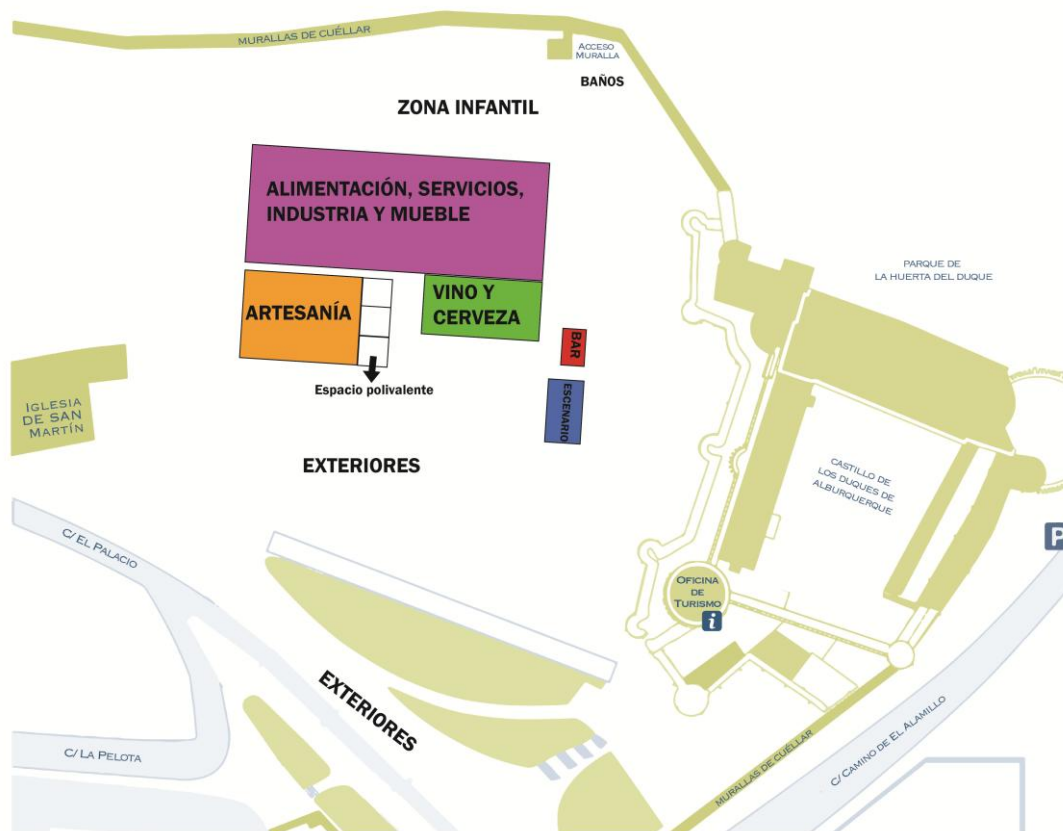 MURALLAS DE CUÉLLAR
ACCESO
MURALLA
BAÑOS
ZONA INFANTIL
ALIMENTACIÓN, SERVICIOS,
INDUSTRIA Y MUEBLE
PARQUE DE
LA HUERTA DEL DUQUE
ARTESANÍA
VINO Y
CERVEZA
BAR
Espacio polivalente
ESCENARIO
IGLESIA
DE SAN
MARTÍN
EXTERIORES
CASTILLO DE
LOS DUQUES DE
ALBURQUERQUE
P
C/ EL PALACIO
OFICINA
DE
TURISMO
i
EXTERIORES
C/ LA PELOTA
MURALLAS DE CUÉLLAR
C/ CAMINO DE EL ALAMILLO